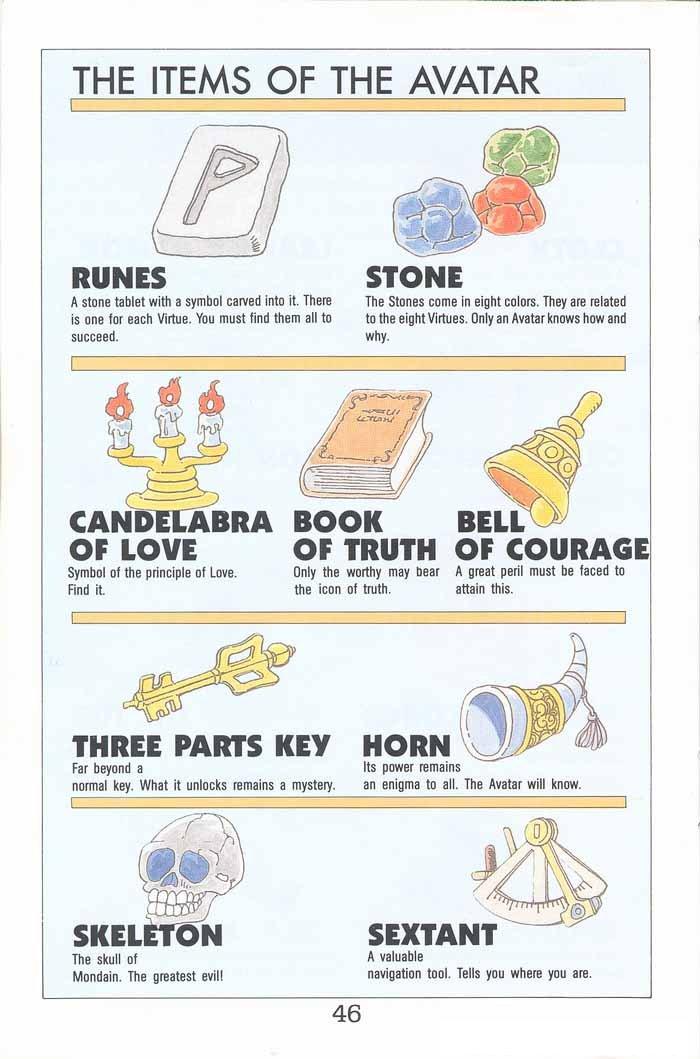 THE ITEMS OF THE AVATAR
RUNES
A stone tablet with a symbol carved into it. There
is one for each Virtue. You must find them all to
succeed.
STONE
The Stones come in eight colors. They are related
to the eight Virtues. Only an Avatar knows how and
why.
CANDELABRA
OF LOVE
Symbol of the principle of Love.
Find it.
BOOK
OF TRUTH
Only the worthy may bear
the icon of truth.
BELL
OF COURAGE
A great peril must be faced to
attain this.
THREE PARTS KEY
Far beyond a
normal key. What it unlocks remains a mystery.
HORN
Its power remains
an enigma to all. The Avatar will know.
SKELETON
The skull of
Mondain. The greatest evil!
SEXTANT
A valuable
navigation tool. Tells you where you are.
46